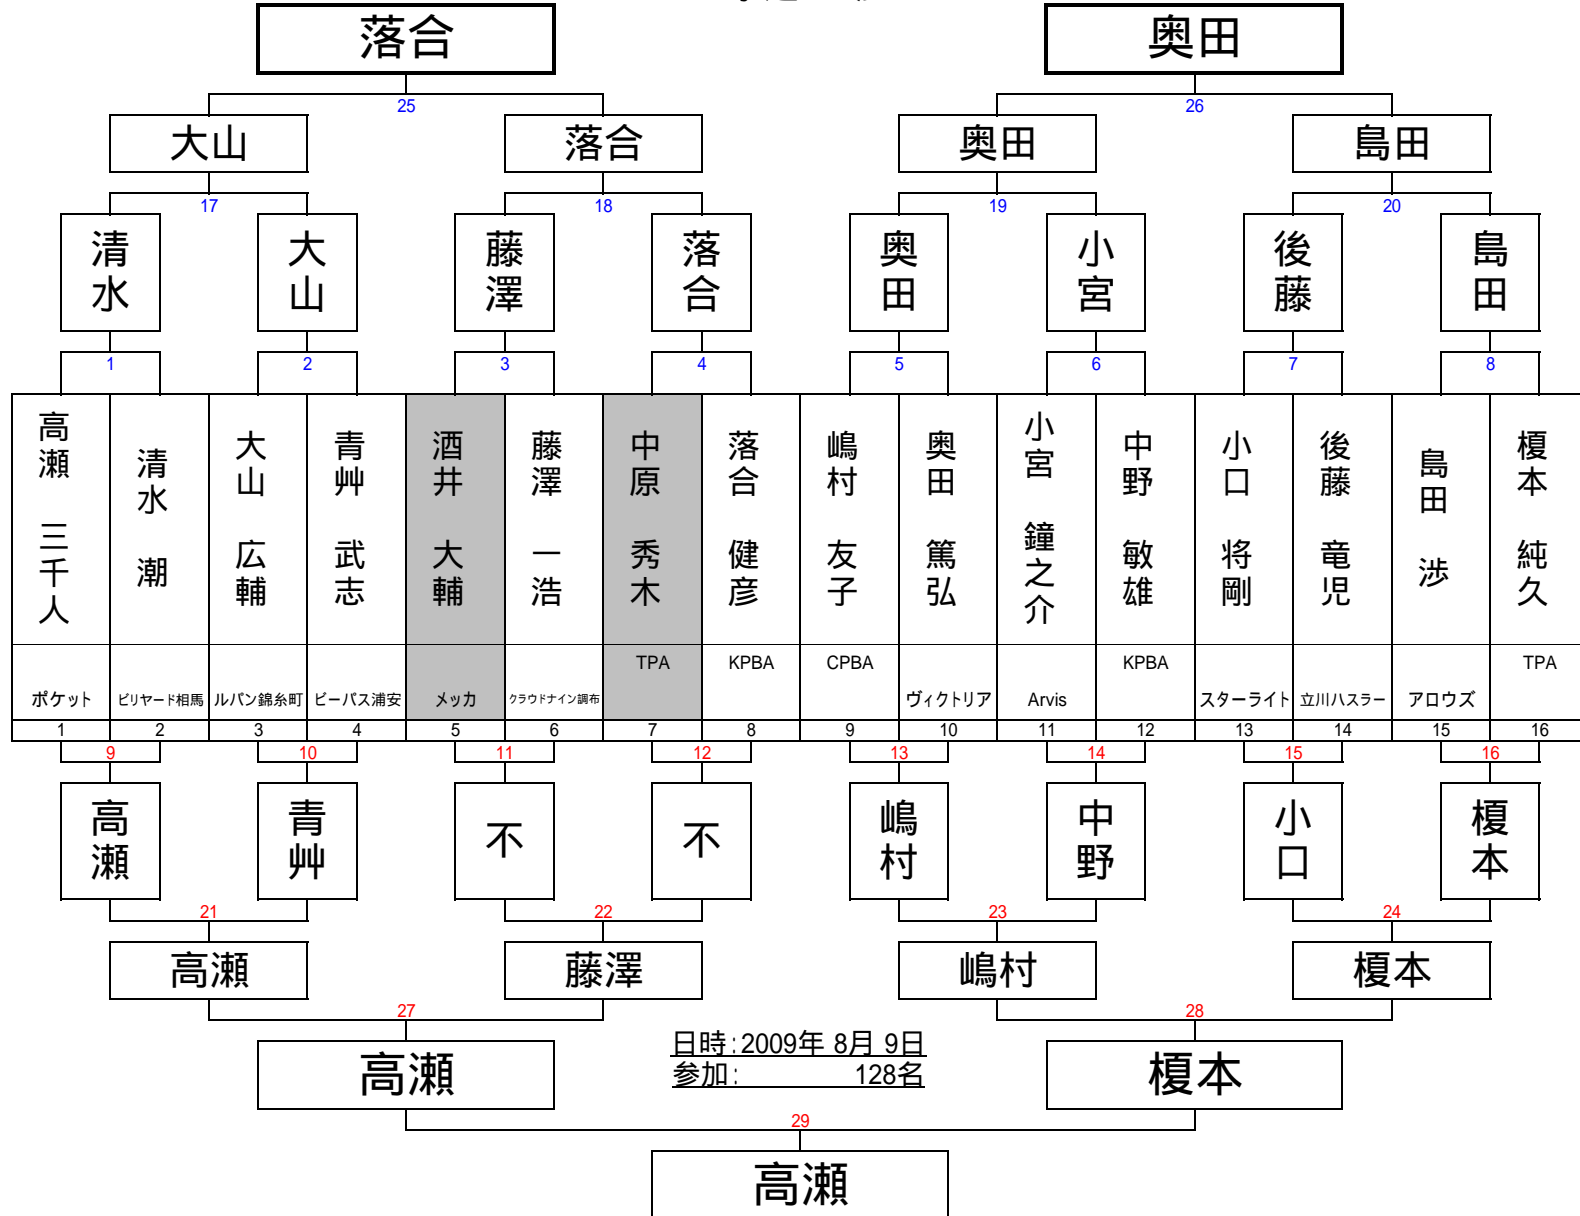 落合
奥田
25
26
大山
落合
奥田
島田
17
18
19
20
清水
大山
藤澤
落合
奥田
小宮
後藤
島田
1
2
3
4
5
6
7
8
高瀬 三千人
清水 潮
大山 広輔
青艸 武志
酒井 大輔
藤澤 一浩
中原 秀木
落合 健彦
嶋村 友子
奥田 篤弘
小宮 鐘之介
中野 敏雄
小口 将剛
後藤 竜児
島田 渉
榎本 純久
TPA
KPBA
CPBA
KPBA
TPA
ポケット
ビリヤード相馬
ルパン錦糸町
ビーバス浦安
メッカ
クラウドナイン調布
ヴィクトリア
Arvis
スターライト
立川ハスラー
アロウズ
1
2
3
4
5
6
7
8
9
10
11
12
13
14
15
16
9
10
11
12
13
14
15
16
高瀬
青艸
不
不
嶋村
中野
小口
榎本
21
22
23
24
高瀬
藤澤
嶋村
榎本
27
28
日時:2009年 8月 9日
参加: 128名
高瀬
榎本
29
高瀬